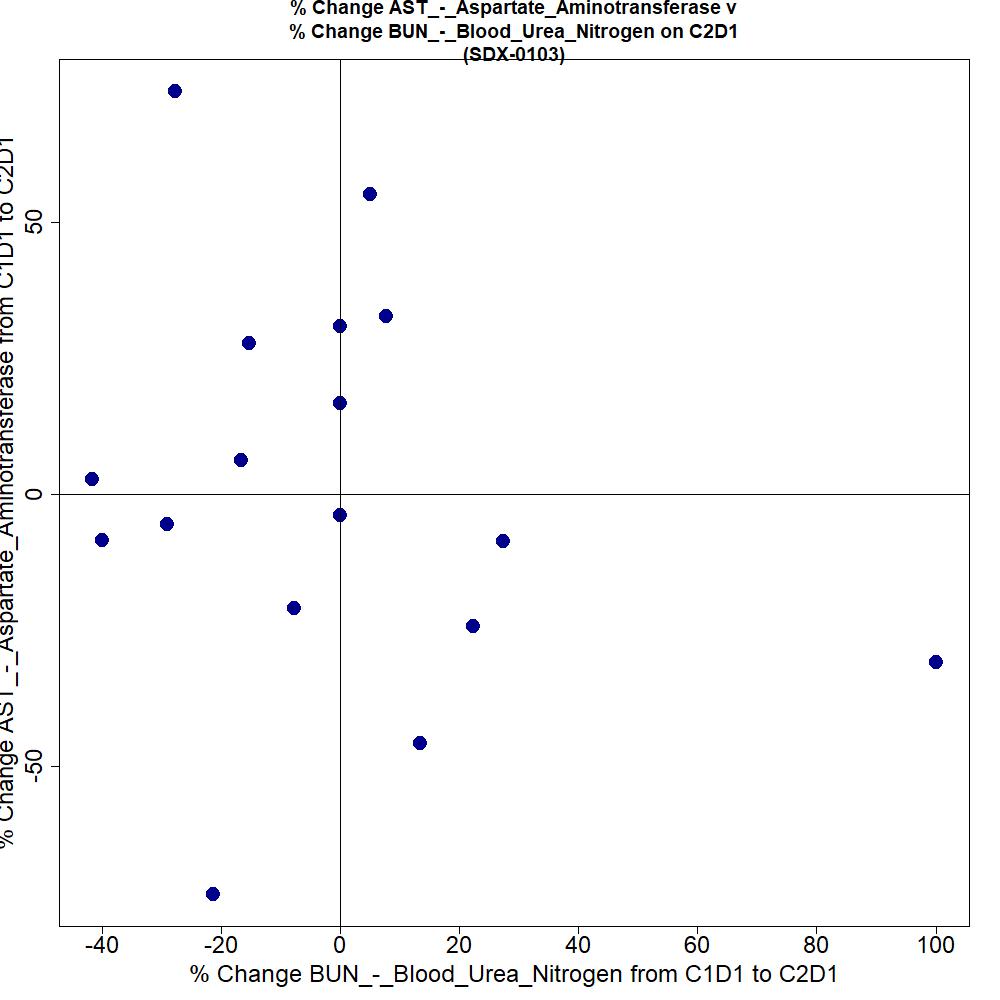 % Change AST_-_Aspartate_Aminotransferase v
% Change BUN_-_Blood_Urea_Nitrogen on C2D1
(SDX-0103)
% Change AST_-_Aspartate_Aminotransferase from C1D1 to C2D1
50
0
-50
-40 -20 0 20 40 60 80 100
% Change BUN_-_Blood_Urea_Nitrogen from C1D1 to C2D1